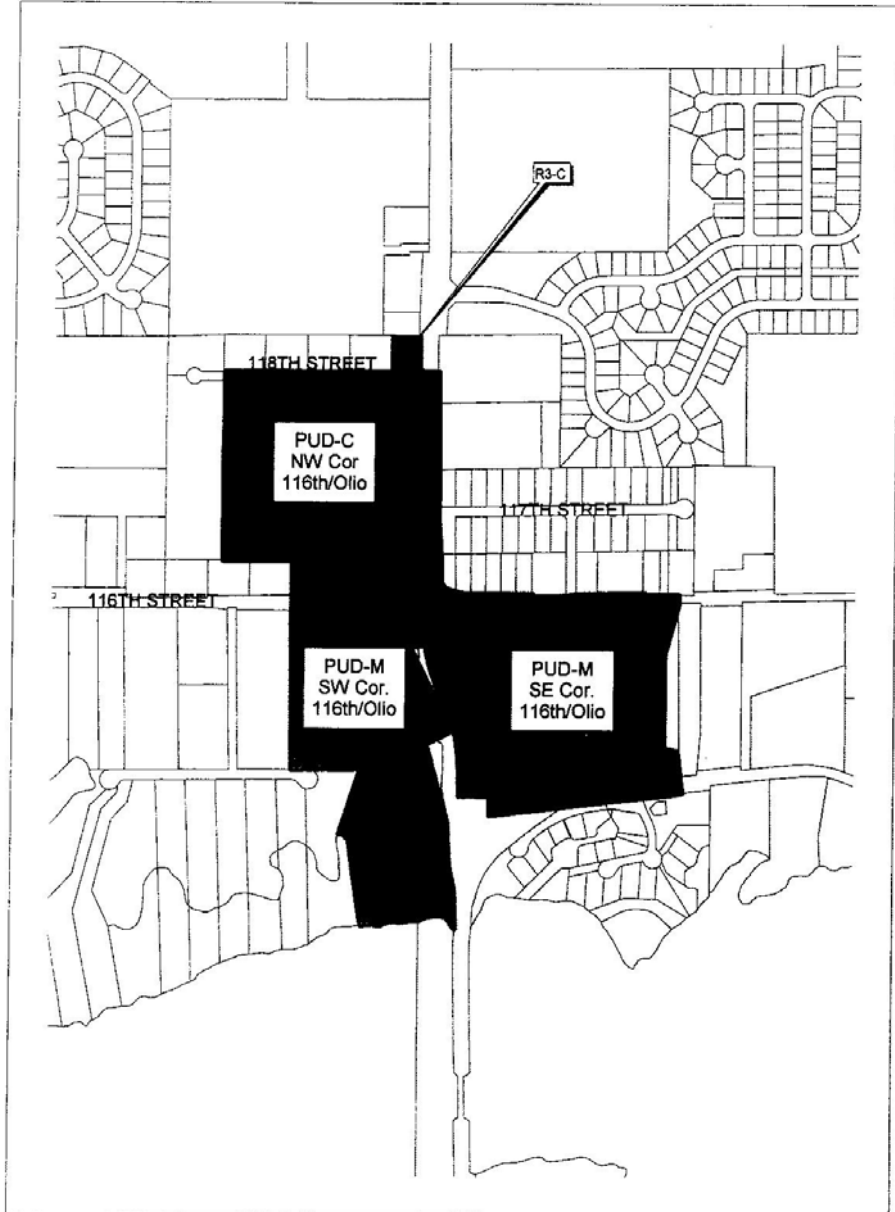 R3-C
118TH STREET
PUD-C
NW Cor
116th/Olio
117TH STREET
116TH STREET
PUD-M
SW Cor.
116th/Olio
PUD-M
SE Cor.
116th/Olio